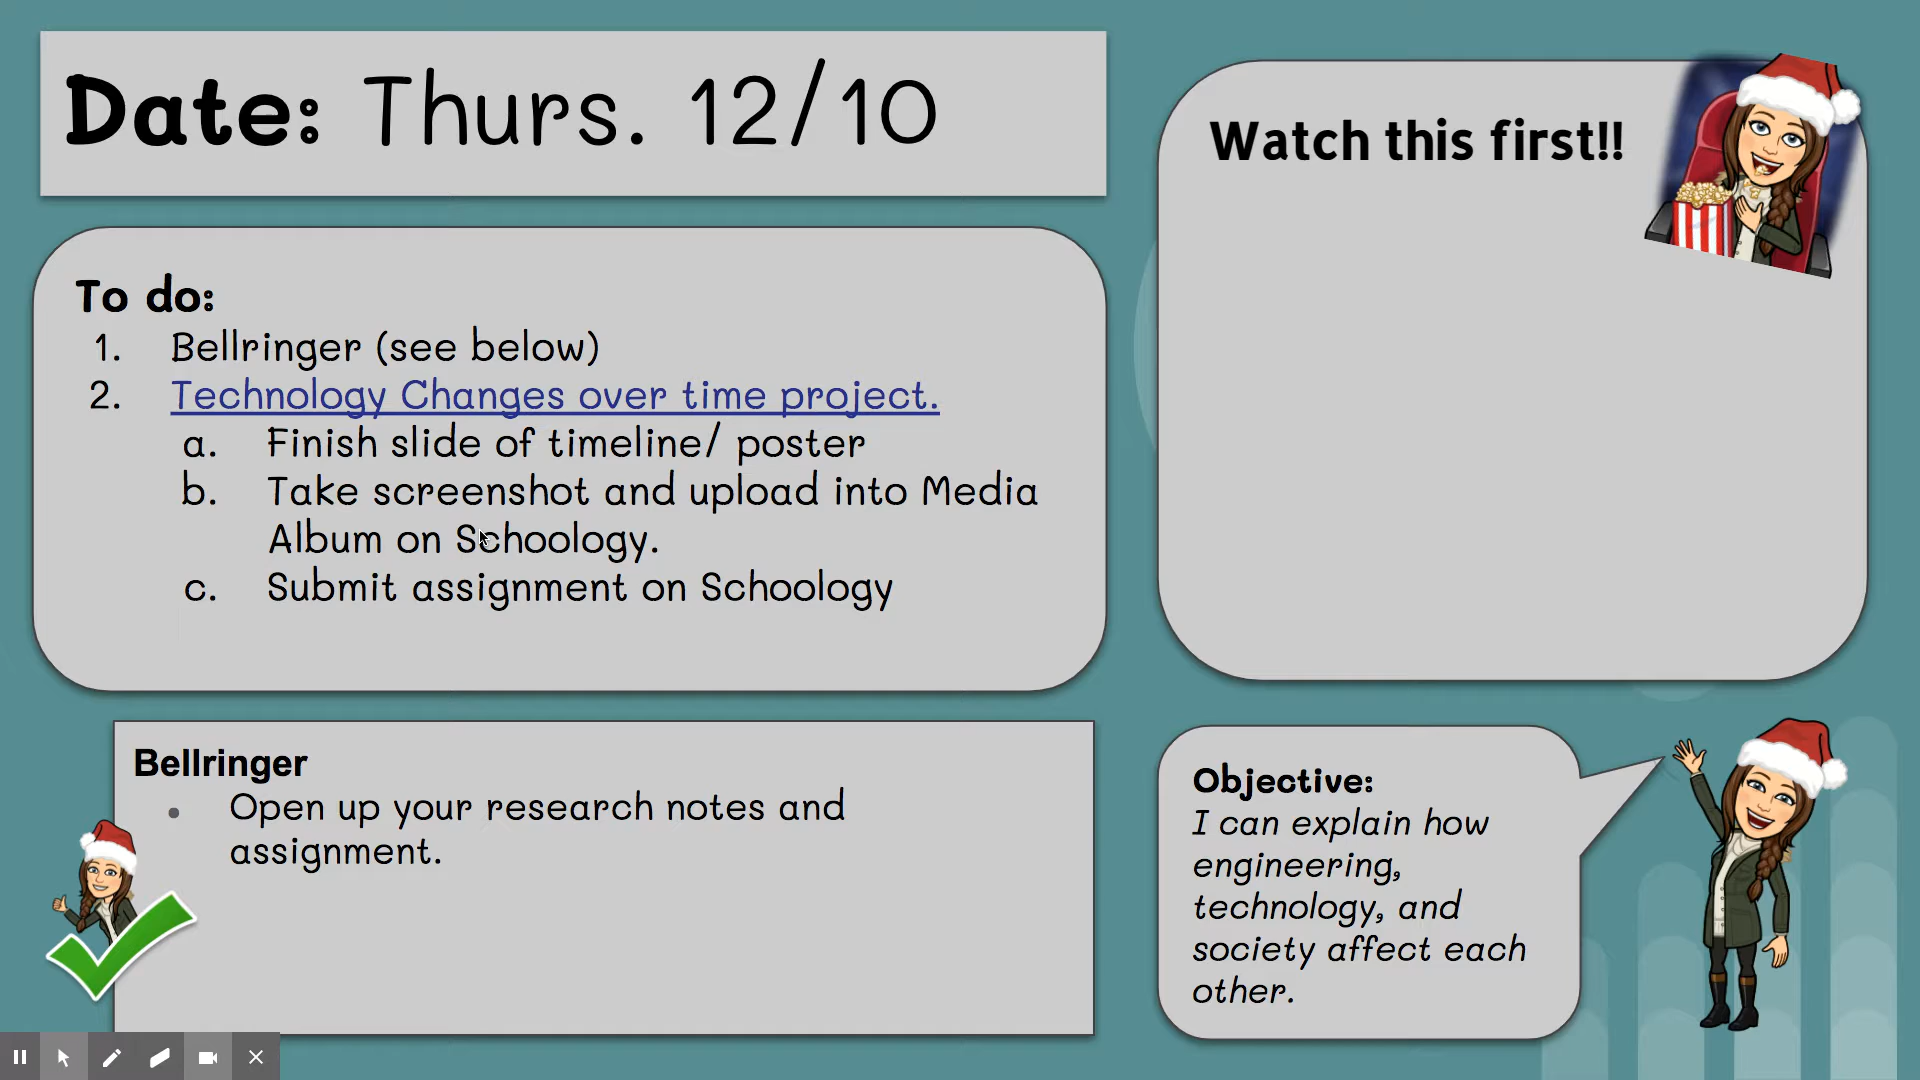 Date: Thurs. 12/10
Watch this first!!
To do:
1. Bellringer (see below)
2. Technology Changes over time project.
a. Finish slide of timeline/ poster
b. Take screenshot and upload into Media
Album on Schoology.
c. Submit assignment on Schoology
Bellringer
• Open up your research notes and
assignment.
Objective:
I can explain how
engineering,
technology, and
society affect each
other.